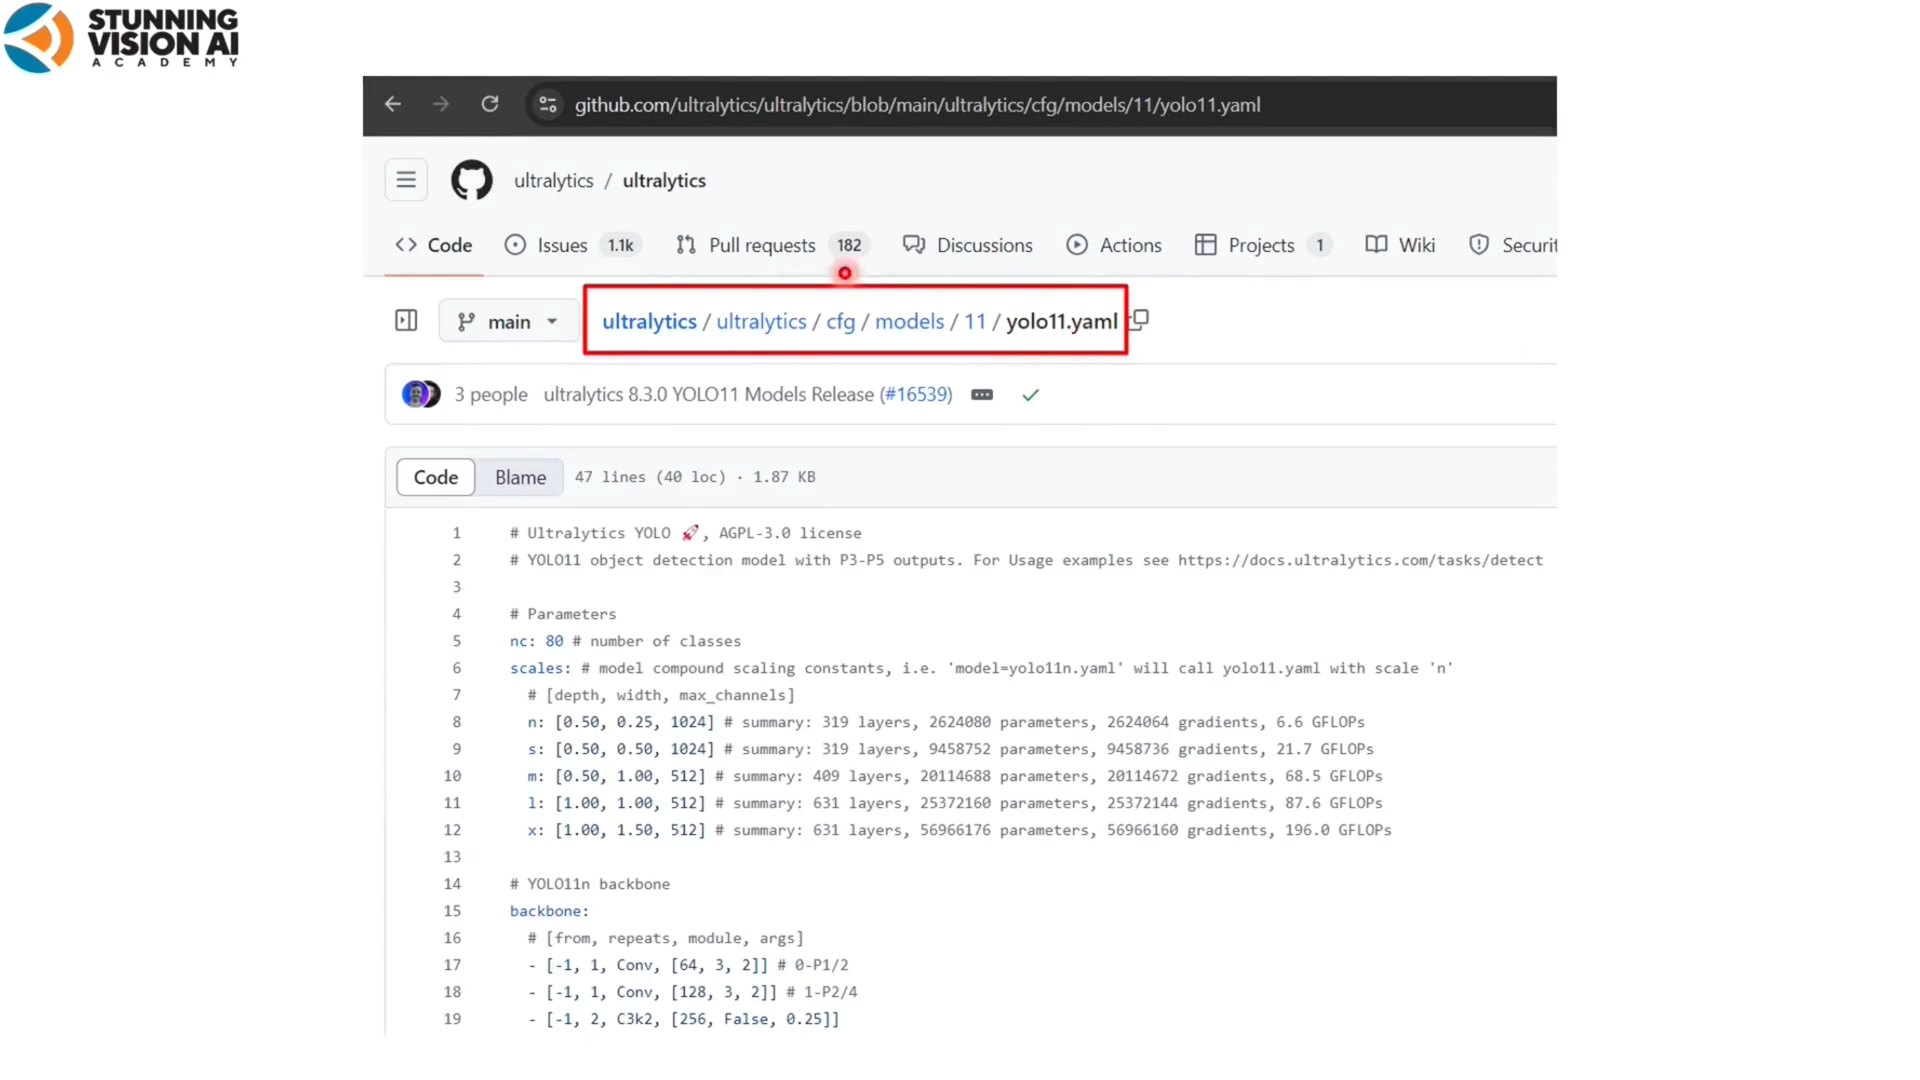 STUNNING
VISION AI
ACADEMY
github.com/ultralytics/ultralytics/blob/main/ultralytics/cfg/models/11/yolo11.yaml
ultralytics / ultralytics
Code Issues 1.1k Pull requests 182 Discussions Actions Projects 1 Wiki Securit
main ultralytics / ultralytics / cfg / models / 11 / yolo11.yaml
3 people ultralytics 8.3.0 YOLO11 Models Release (#16539)
Code Blame 47 lines (40 loc) · 1.87 KB
1 # Ultralytics YOLO 🚀, AGPL-3.0 license
2 # YOLO11 object detection model with P3-P5 outputs. For Usage examples see https://docs.ultralytics.com/tasks/detect
3
4 # Parameters
5 nc: 80 # number of classes
6 scales: # model compound scaling constants, i.e. 'model=yolo11n.yaml' will call yolo11.yaml with scale 'n'
7 # [depth, width, max_channels]
8 n: [0.50, 0.25, 1024] # summary: 319 layers, 2624080 parameters, 2624064 gradients, 6.6 GFLOPs
9 s: [0.50, 0.50, 1024] # summary: 319 layers, 9458752 parameters, 9458736 gradients, 21.7 GFLOPs
10 m: [0.50, 1.00, 512] # summary: 409 layers, 20114688 parameters, 20114672 gradients, 68.5 GFLOPs
11 l: [1.00, 1.00, 512] # summary: 631 layers, 25372160 parameters, 25372144 gradients, 87.6 GFLOPs
12 x: [1.00, 1.50, 512] # summary: 631 layers, 56966176 parameters, 56966160 gradients, 196.0 GFLOPs
13
14 # YOLO11n backbone
15 backbone:
16 # [from, repeats, module, args]
17 - [-1, 1, Conv, [64, 3, 2]] # 0-P1/2
18 - [-1, 1, Conv, [128, 3, 2]] # 1-P2/4
19 - [-1, 2, C3k2, [256, False, 0.25]]